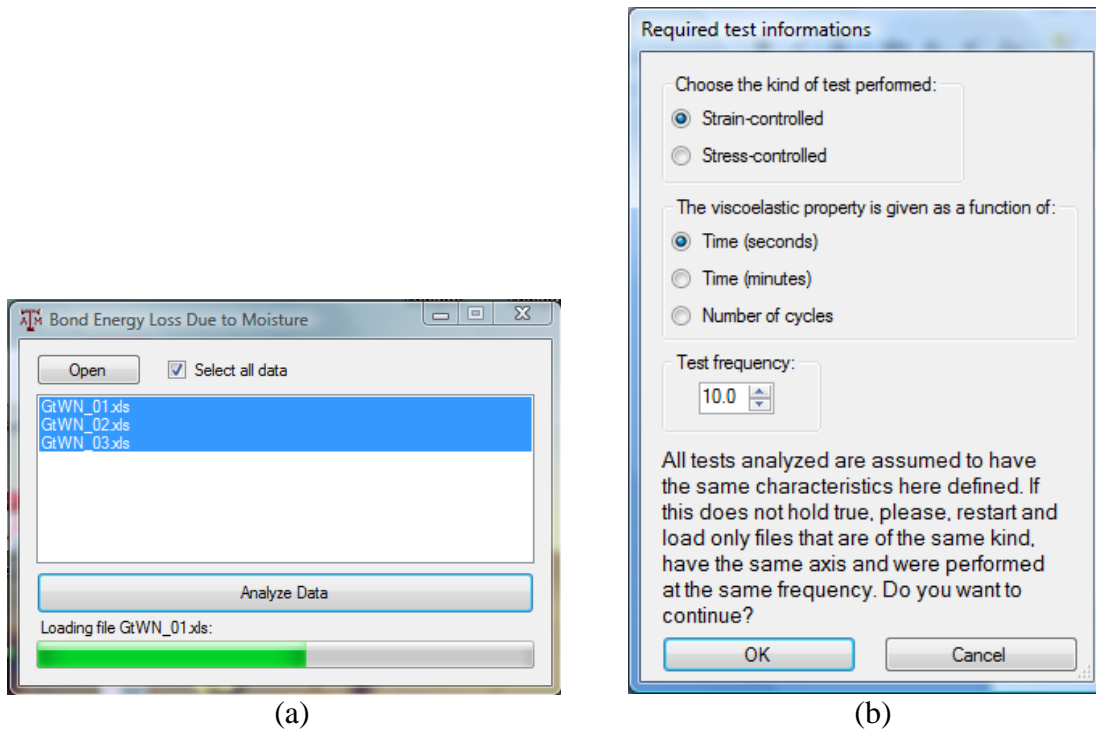 Bond Energy Loss Due to Moisture
Open
Select all data
GtWN_01.xls
GtWN_02.xls
GtWN_03.xls
Analyze Data
Loading file GtWN_01.xls:
(a)
Required test informations
Choose the kind of test performed:
Strain-controlled
Stress-controlled
The viscoelastic property is given as a function of:
Time (seconds)
Time (minutes)
Number of cycles
Test frequency:
10.0
All tests analyzed are assumed to have
the same characteristics here defined. If
this does not hold true, please, restart and
load only files that are of the same kind,
have the same axis and were performed
at the same frequency. Do you want to
continue?
OK
Cancel
(b)